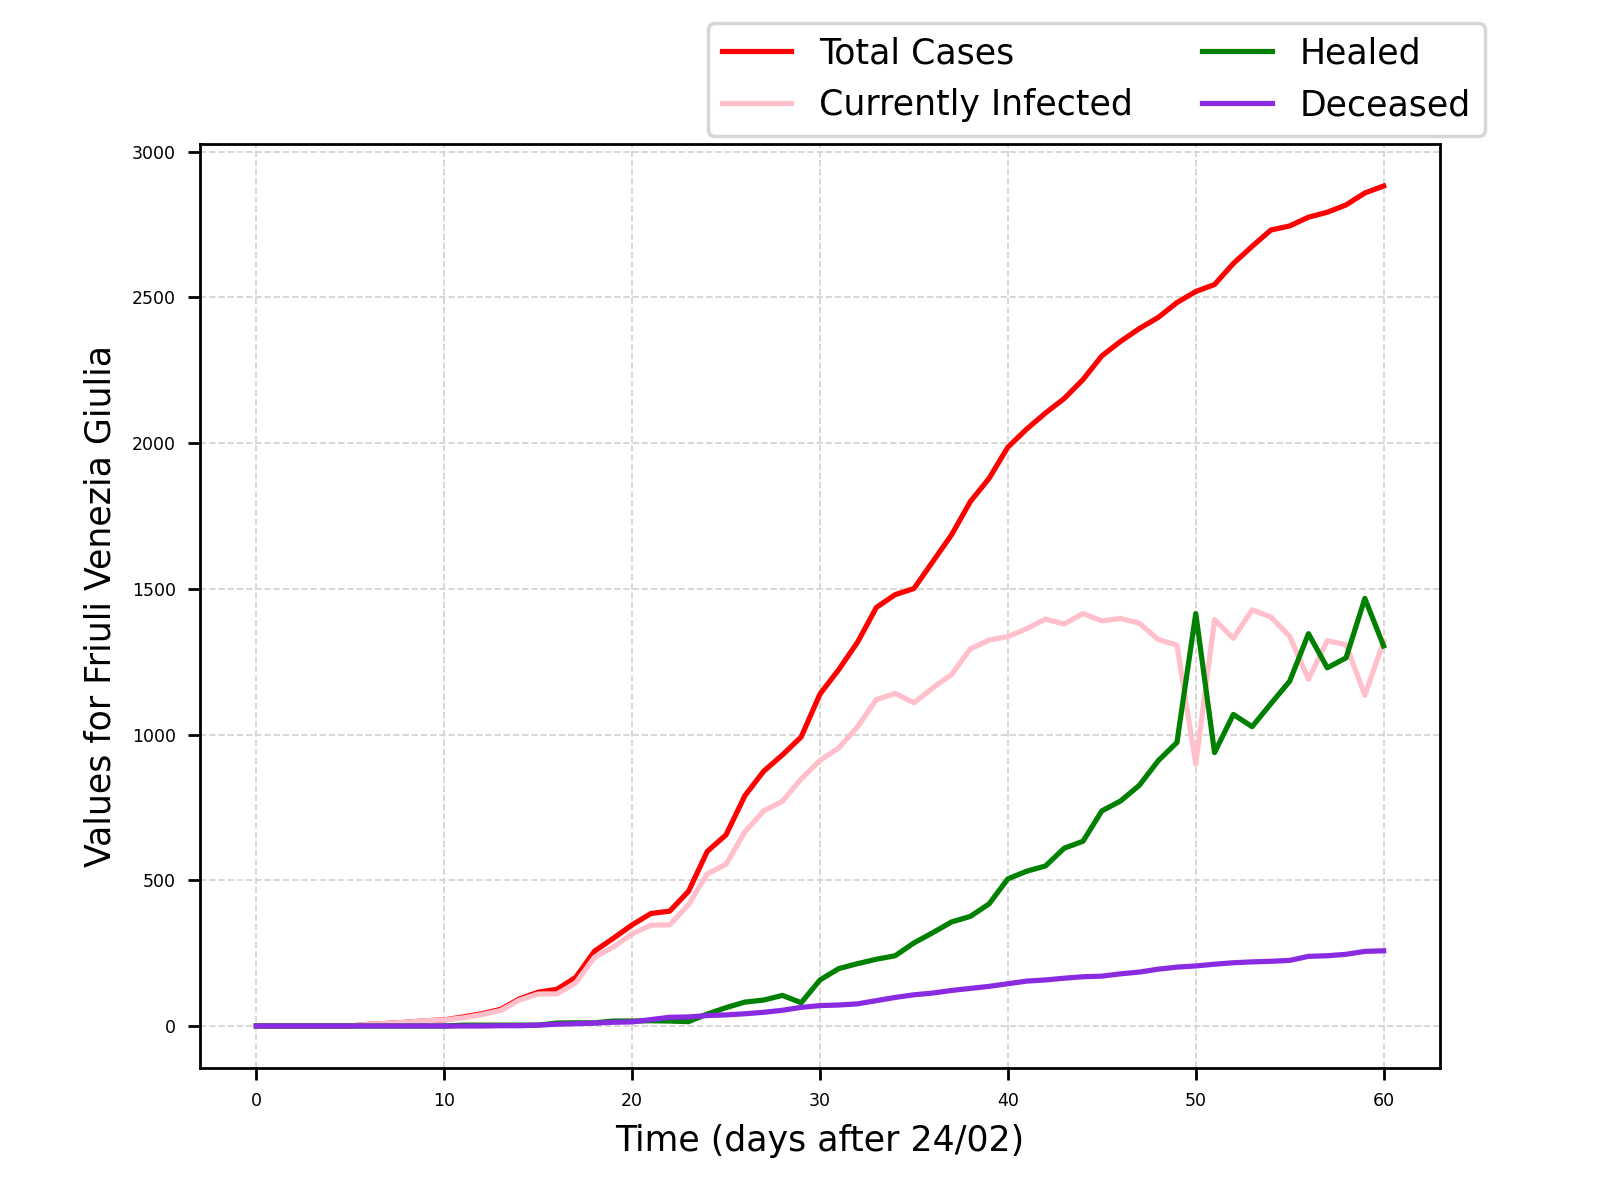 Total Cases
Currently Infected
Healed
Deceased
Values for Friuli Venezia Giulia
3000
2500
2000
1500
1000
500
0
0 10 20 30 40 50 60
Time (days after 24/02)